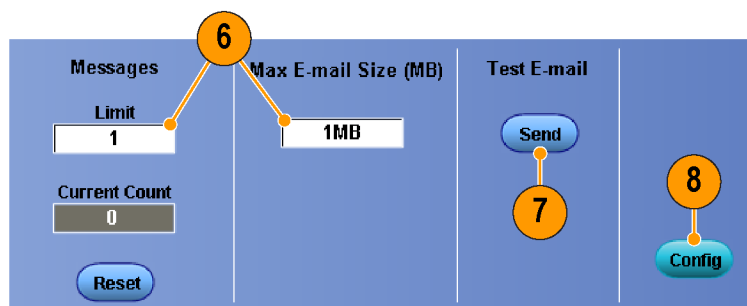 6
Messages
Max E-mail Size (MB)
Test E-mail
Limit
1
1MB
Send
Current Count
0
7
8
Reset
Config